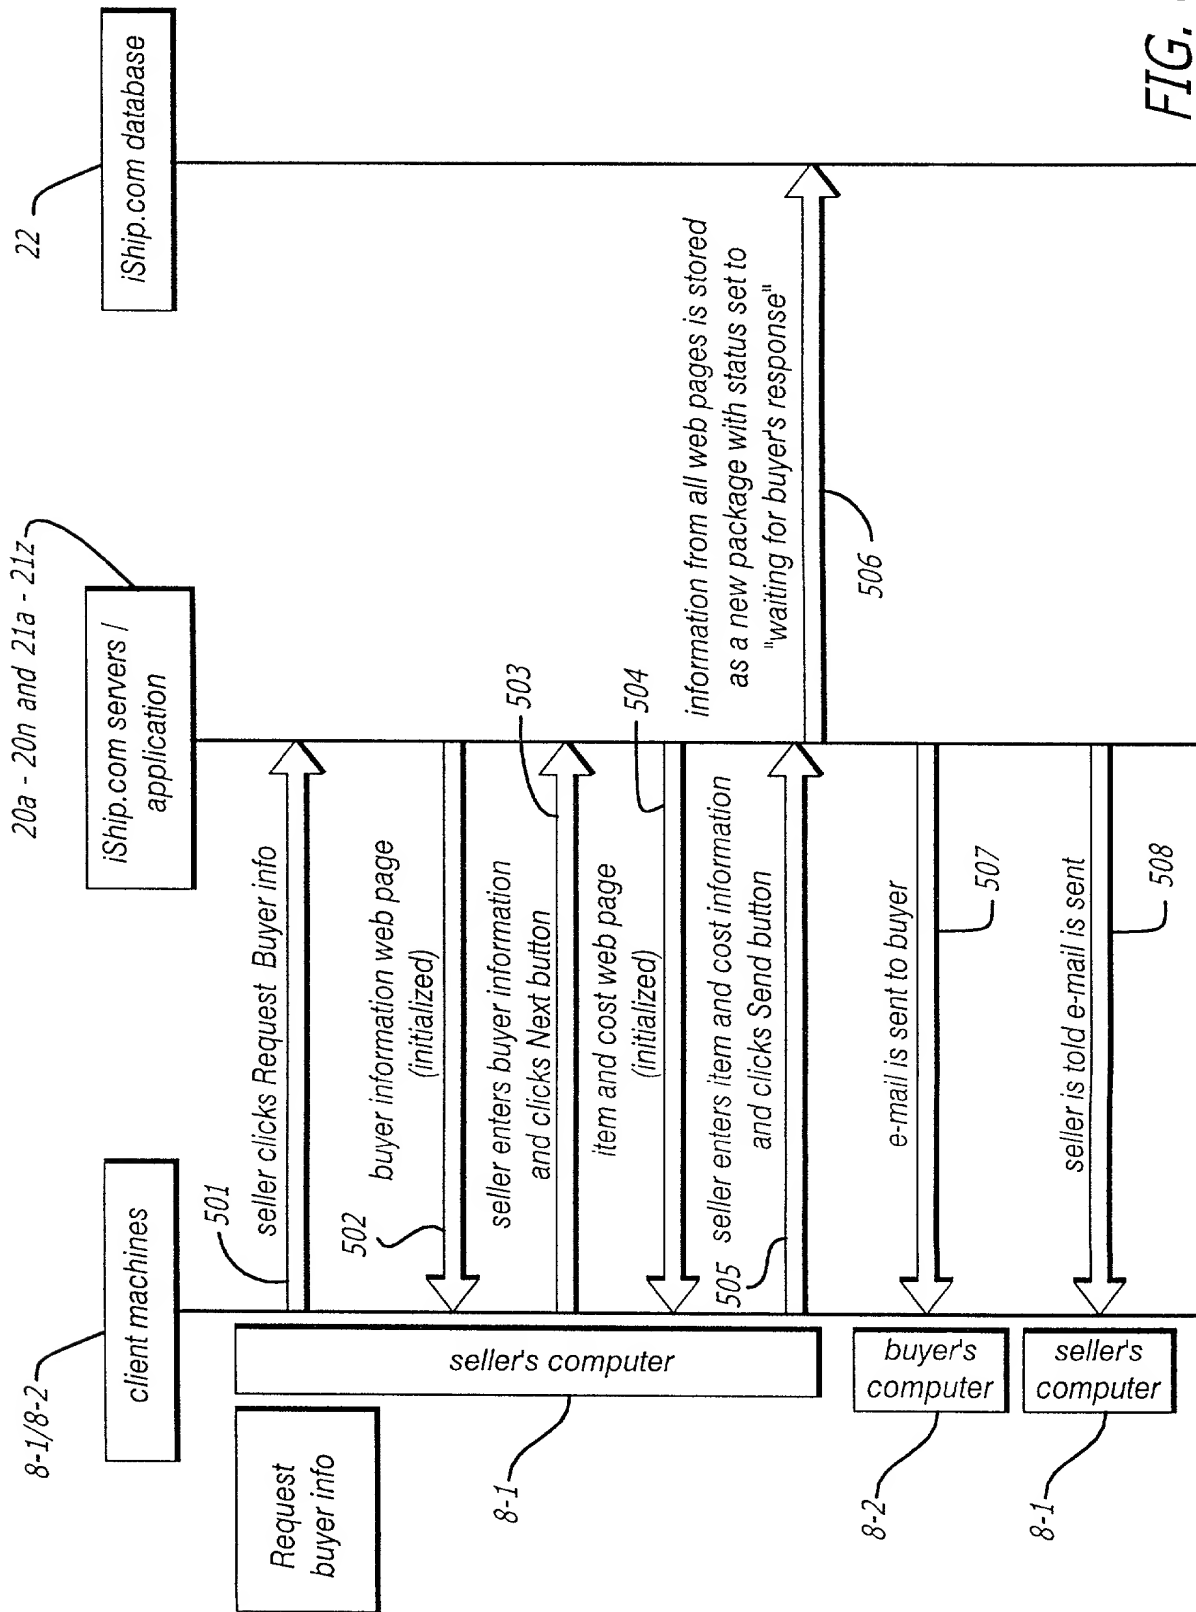 8-1/8-2
20a - 20n and 21a - 21z
22
client machines
iShip.com servers /
application
iShip.com database
Request
buyer info
501
seller clicks Request Buyer info
502
buyer information web page
(initialized)
seller enters buyer information
and clicks Next button
503
seller's computer
8-1
item and cost web page
(initialized)
504
505
seller enters item and cost information
and clicks Send button
information from all web pages is stored
as a new package with status set to
"waiting for buyer's response"
506
buyer's
computer
8-2
e-mail is sent to buyer
507
seller's
computer
8-1
seller is told e-mail is sent
508
FIG.